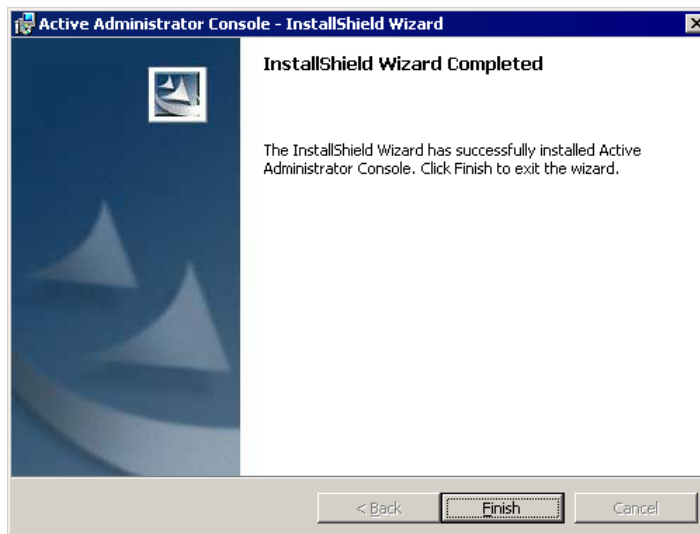 Active Administrator Console - InstallShield Wizard
InstallShield Wizard Completed
The InstallShield Wizard has successfully installed Active
Administrator Console. Click Finish to exit the wizard.
< Back
Finish
Cancel